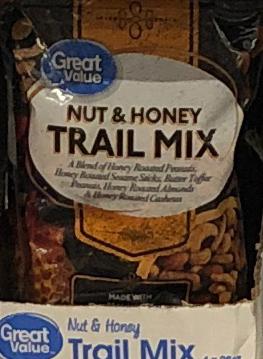 Great
Value
NUT & HONEY
TRAIL MIX
A Blend of Honey Roasted Peanuts,
Honey Roasted Sesame Sticks, Butter Toffee
Peanuts, Honey Roasted Almonds
& Honey Roasted Cashews
MADE WITH
Great
Value
Nut & Honey
Trail Mix